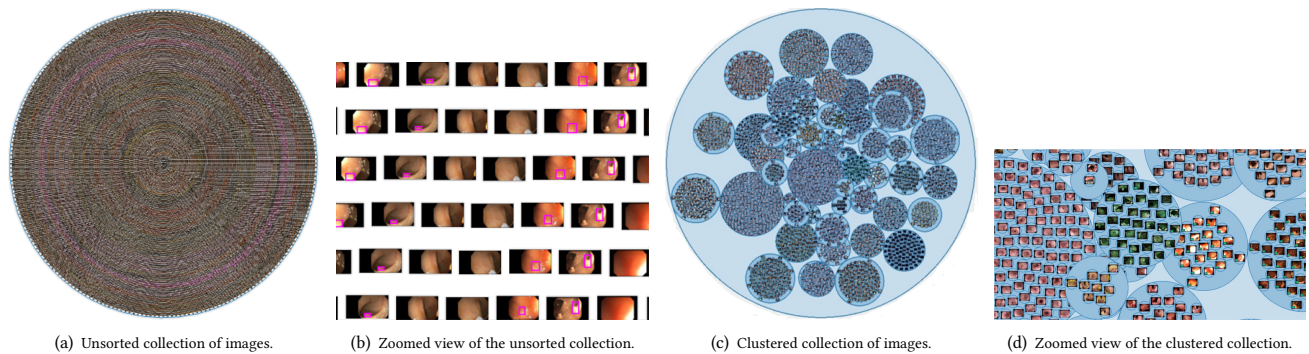 (a) Unsorted collection of images.
(b) Zoomed view of the unsorted collection.
(c) Clustered collection of images.
(d) Zoomed view of the clustered collection.